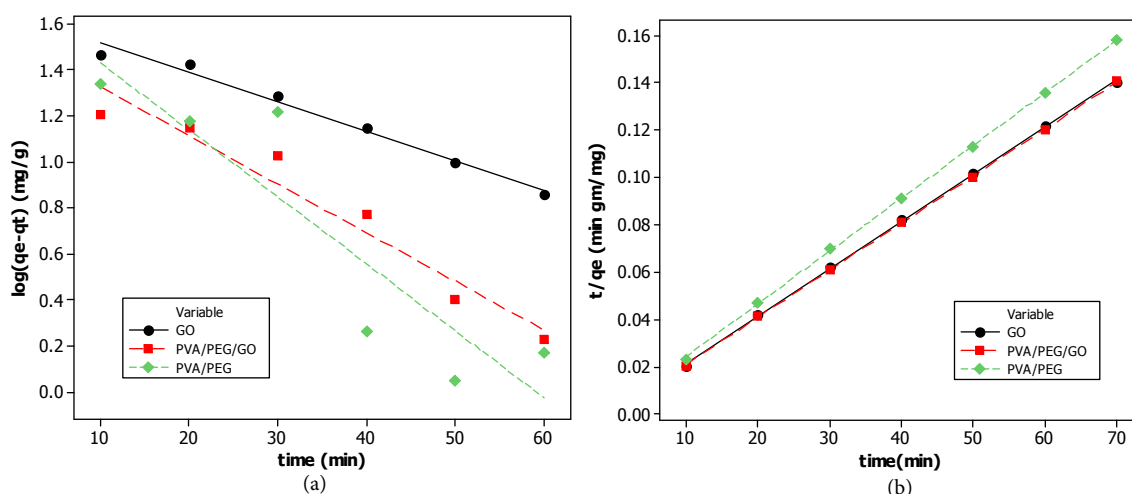 log(qe-qt) (mg/g)
1.6
1.4
1.2
1.0
0.8
0.6
0.4
0.2
0.0
Variable
GO
PVA/PEG/GO
PVA/PEG
10 20 30 40 50 60
time (min)
(a)
t/qe (min gm/mg)
0.16
0.14
0.12
0.10
0.08
0.06
0.04
0.02
0.00
Variable
GO
PVA/PEG/GO
PVA/PEG
10 20 30 40 50 60 70
time(min)
(b)